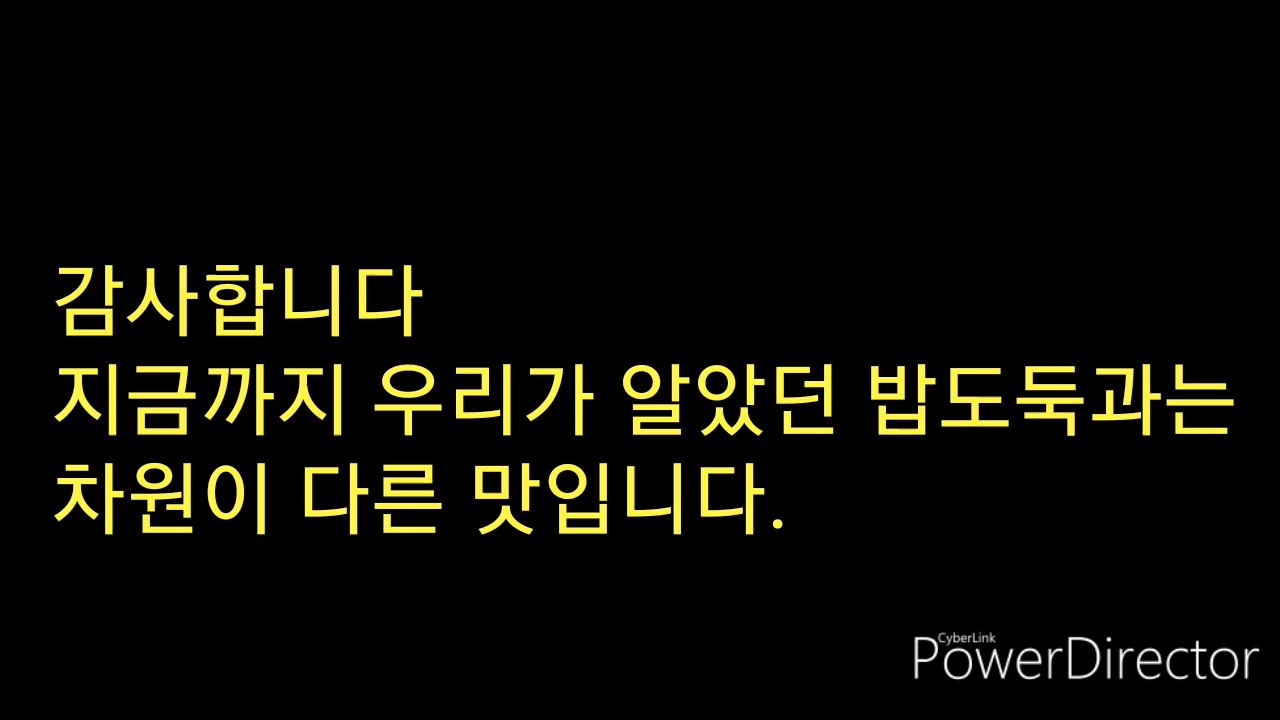 감사합니다
지금까지 우리가 알았던 밥도둑과는
차원이 다른 맛입니다.
CyberLink
PowerDirector